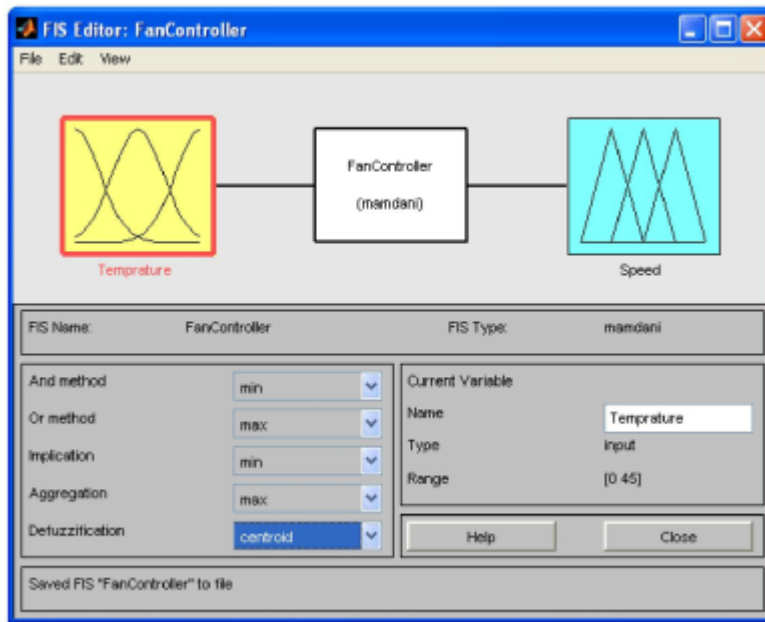 FIS Editor: FanController
File Edit View
FanController
(mamdani)
Temprature
Speed
FIS Name: FanController FIS Type: mamdani
And method min
Or method max
Implication min
Aggregation max
Defuzzification centroid
Current Variable
Name Temprature
Type input
Range [0 45]
Help Close
Saved FIS "FanController" to file